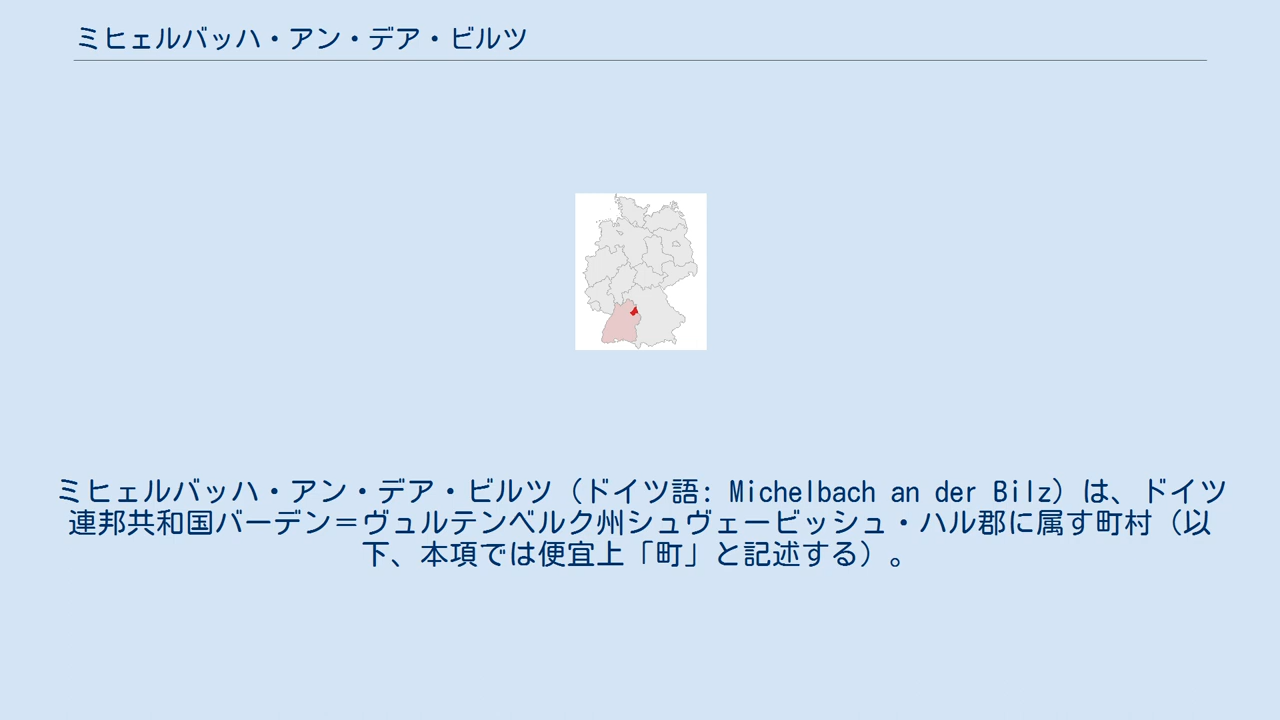 ミヒェルバッハ・アン・デア・ビルツ
ミヒェルバッハ・アン・デア・ビルツ（ドイツ語: Michelbach an der Bilz）は、ドイツ
連邦共和国バーデン＝ヴュルテンベルク州シュヴェービッシュ・ハル郡に属す町村（以
下、本項では便宜上「町」と記述する）。